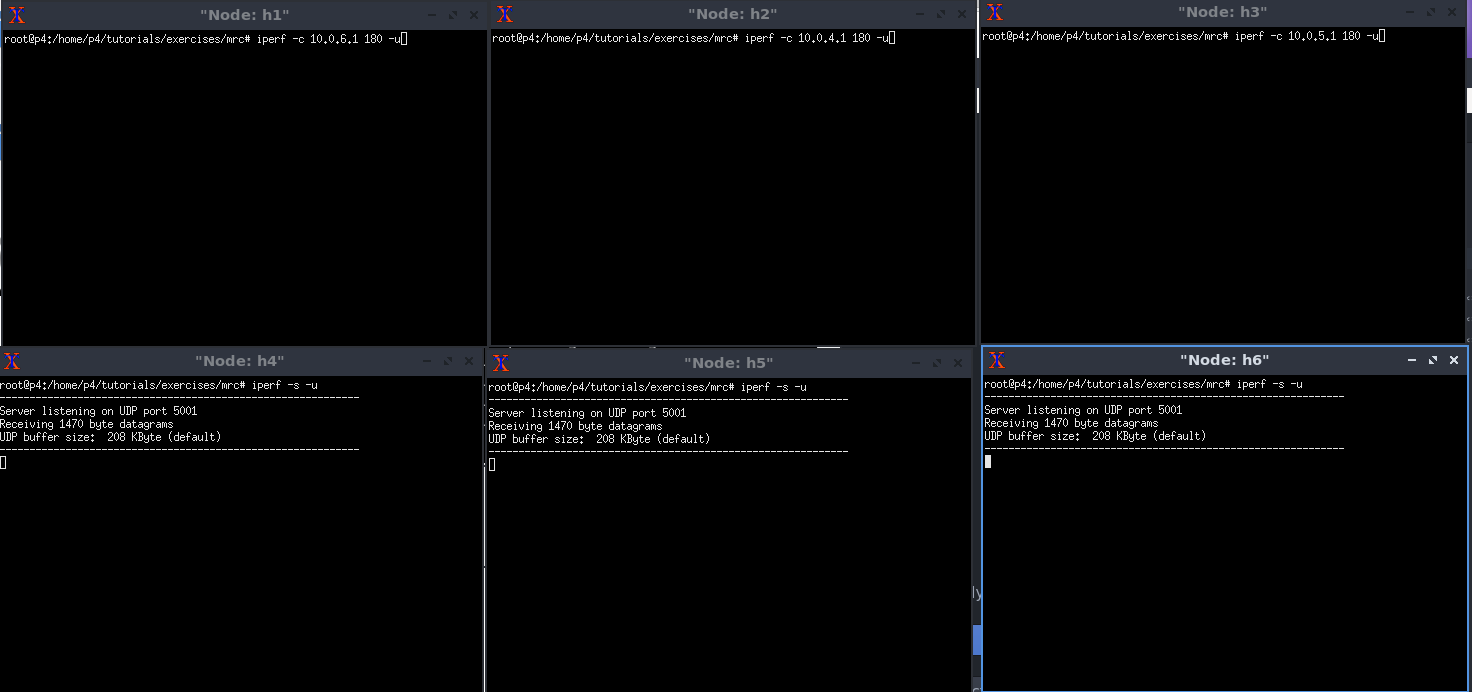 "Node: h1"
root@p4:/home/p4/tutorials/exercises/mrc# iperf -c 10.0.6.1 180 -u
"Node: h2"
root@p4:/home/p4/tutorials/exercises/mrc# iperf -c 10.0.4.1 180 -u
"Node: h3"
root@p4:/home/p4/tutorials/exercises/mrc# iperf -c 10.0.5.1 180 -u
"Node: h4"
root@p4:/home/p4/tutorials/exercises/mrc# iperf -s -u
------------------------------------------------------------
Server listening on UDP port 5001
Receiving 1470 byte datagrams
UDP buffer size:  208 KByte (default)
------------------------------------------------------------
"Node: h5"
root@p4:/home/p4/tutorials/exercises/mrc# iperf -s -u
------------------------------------------------------------
Server listening on UDP port 5001
Receiving 1470 byte datagrams
UDP buffer size:  208 KByte (default)
------------------------------------------------------------
"Node: h6"
root@p4:/home/p4/tutorials/exercises/mrc# iperf -s -u
------------------------------------------------------------
Server listening on UDP port 5001
Receiving 1470 byte datagrams
UDP buffer size:  208 KByte (default)
------------------------------------------------------------